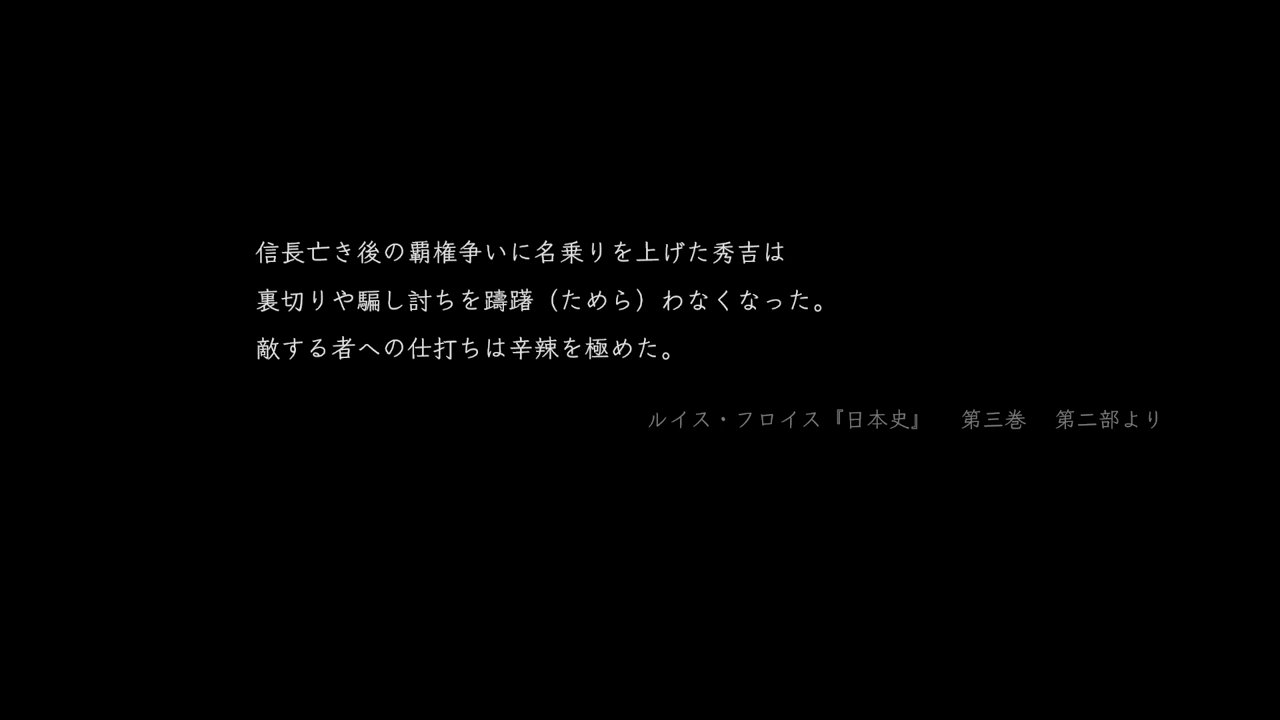 信長亡き後の覇権争いに名乗りを上げた秀吉は
裏切りや騙し討ちを躊躇（ためら）わなくなった。
敵する者への仕打ちは辛辣を極めた。
ルイス・フロイス『日本史』　第三巻　第二部より